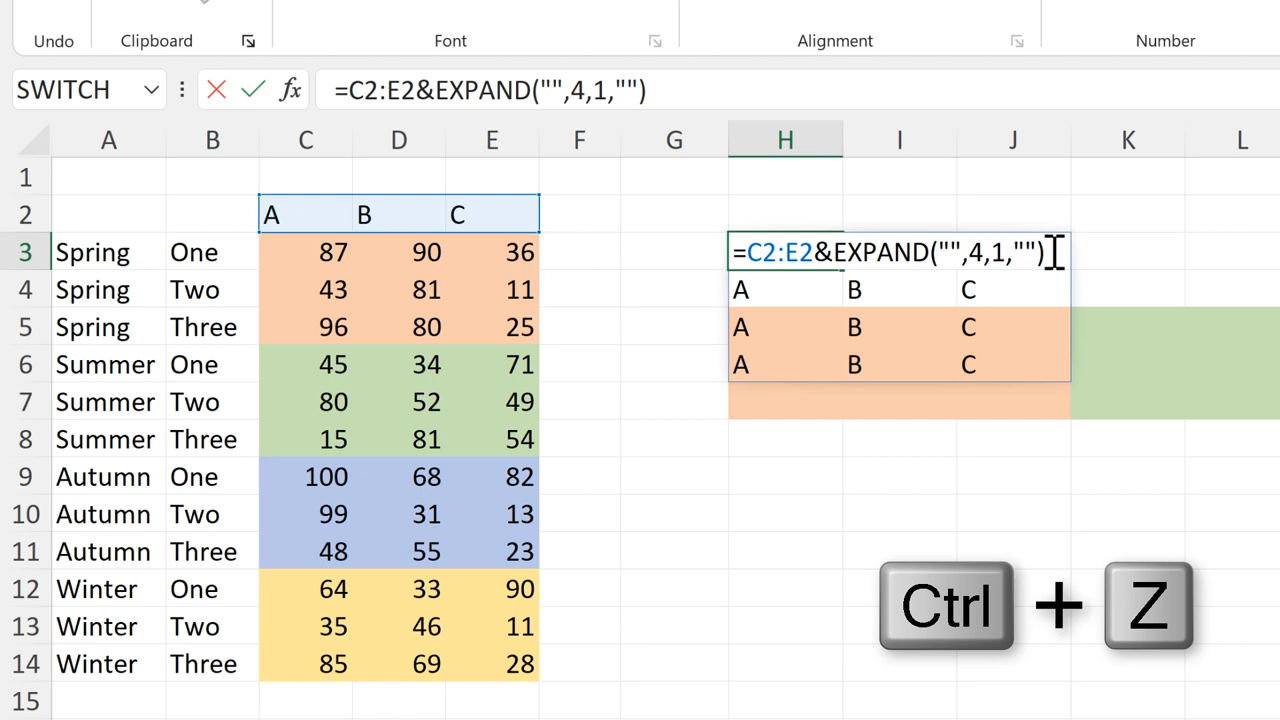 Undo Clipboard Font Alignment Number
SWITCH fx =C2:E2&EXPAND("",4,1,"")
A B C D E F G H I J K L
1
2 A B C
3 Spring One 87 90 36 =C2:E2&EXPAND("",4,1,"")
4 Spring Two 43 81 11 A B C
5 Spring Three 96 80 25 A B C
6 Summer One 45 34 71 A B C
7 Summer Two 80 52 49
8 Summer Three 15 81 54
9 Autumn One 100 68 82
10 Autumn Two 99 31 13
11 Autumn Three 48 55 23
12 Winter One 64 33 90
13 Winter Two 35 46 11
14 Winter Three 85 69 28
15
Ctrl + Z